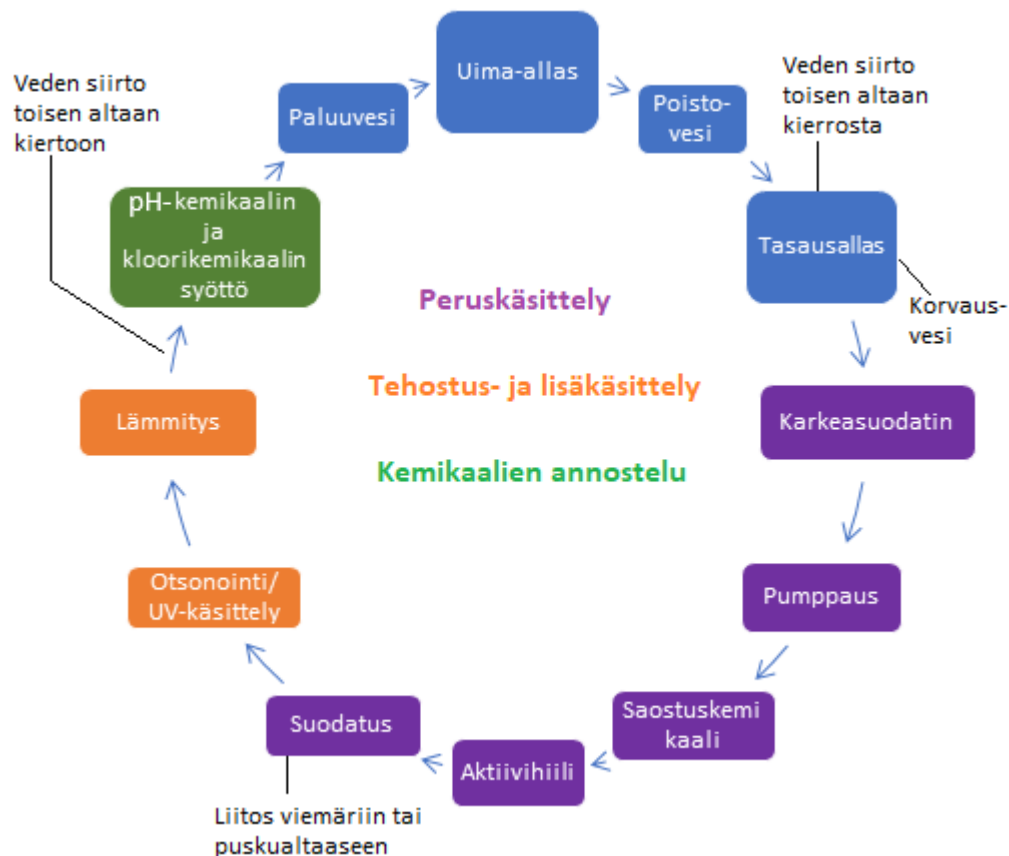 Uima-allas
Poisto-
vesi
Veden siirto
toisen altaan
kierrosta
Tasausallas
Korvaus-
vesi
Karkeasuodatin
Pumppaus
Saostuskemi
kaali
Aktiivihiili
Suodatus
Liitos viemäriin tai
puskualtaaseen
Otsonointi/
UV-käsittely
Lämmitys
Veden siirto
toisen altaan
kiertoon
pH-kemikaalin
ja
kloorikemikaalin
syöttö
Paluuvesi
Peruskäsittely
Tehostus- ja lisäkäsittely
Kemikaalien annostelu